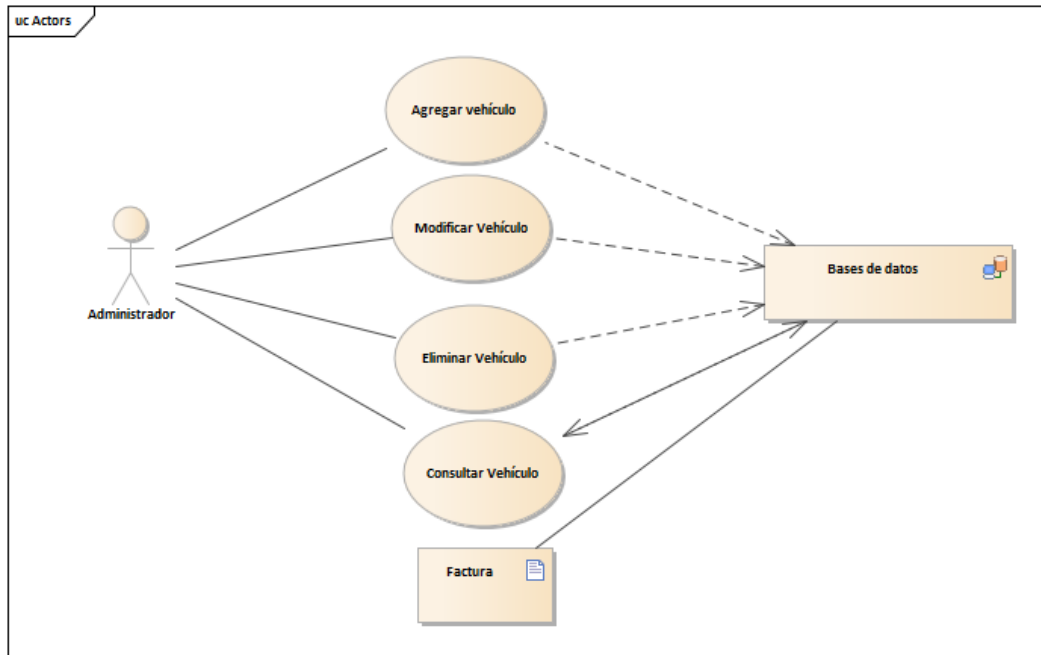 uc Actors
Agregar vehículo
Modificar Vehículo
Bases de datos
Administrador
Eliminar Vehículo
Consultar Vehículo
Factura